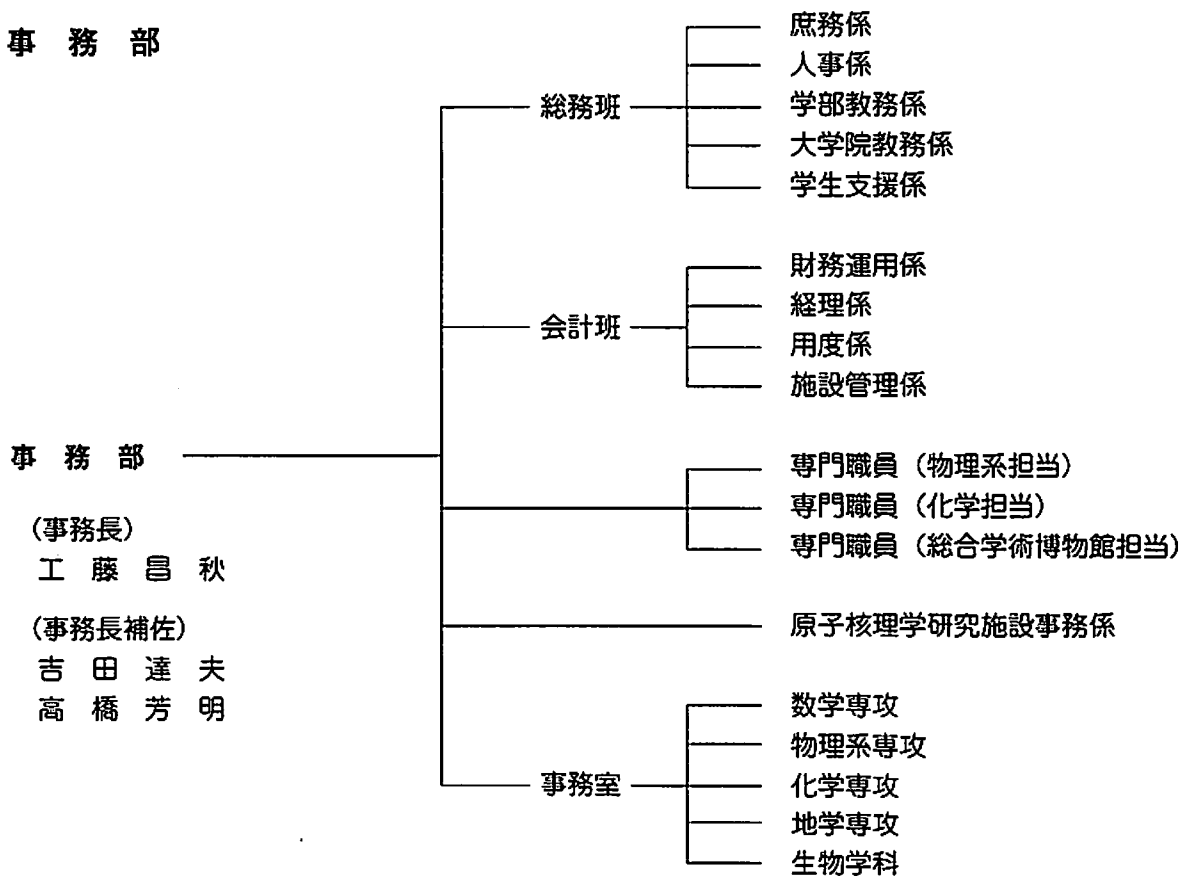 事 務 部
総務班
庶務係
人事係
学部教務係
大学院教務係
学生支援係
会計班
財務運用係
経理係
用度係
施設管理係
事 務 部
(事務長)
工 藤 昌 秋
(事務長補佐)
吉 田 達 夫
高 橋 芳 明
専門職員 (物理系担当)
専門職員 (化学担当)
専門職員 (総合学術博物館担当)
原子核理学研究施設事務係
事務室
数学専攻
物理系専攻
化学専攻
地学専攻
生物学科